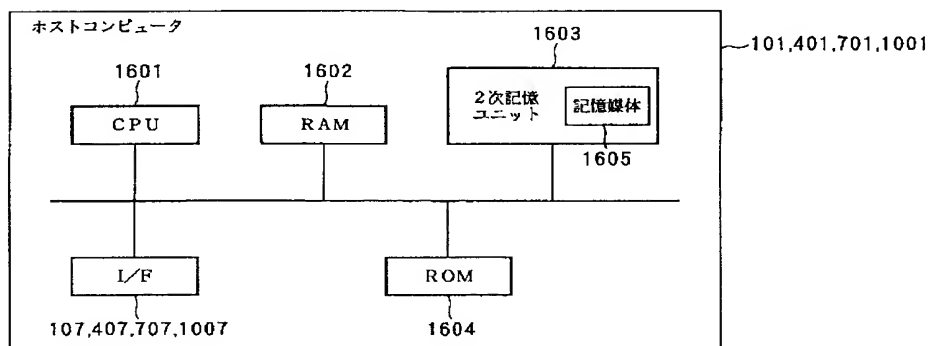 ホストコンピュータ
101,401,701,1001
1601
CPU
1602
RAM
1603
2次記憶
ユニット
記憶媒体
1605
I/F
107,407,707,1007
ROM
1604